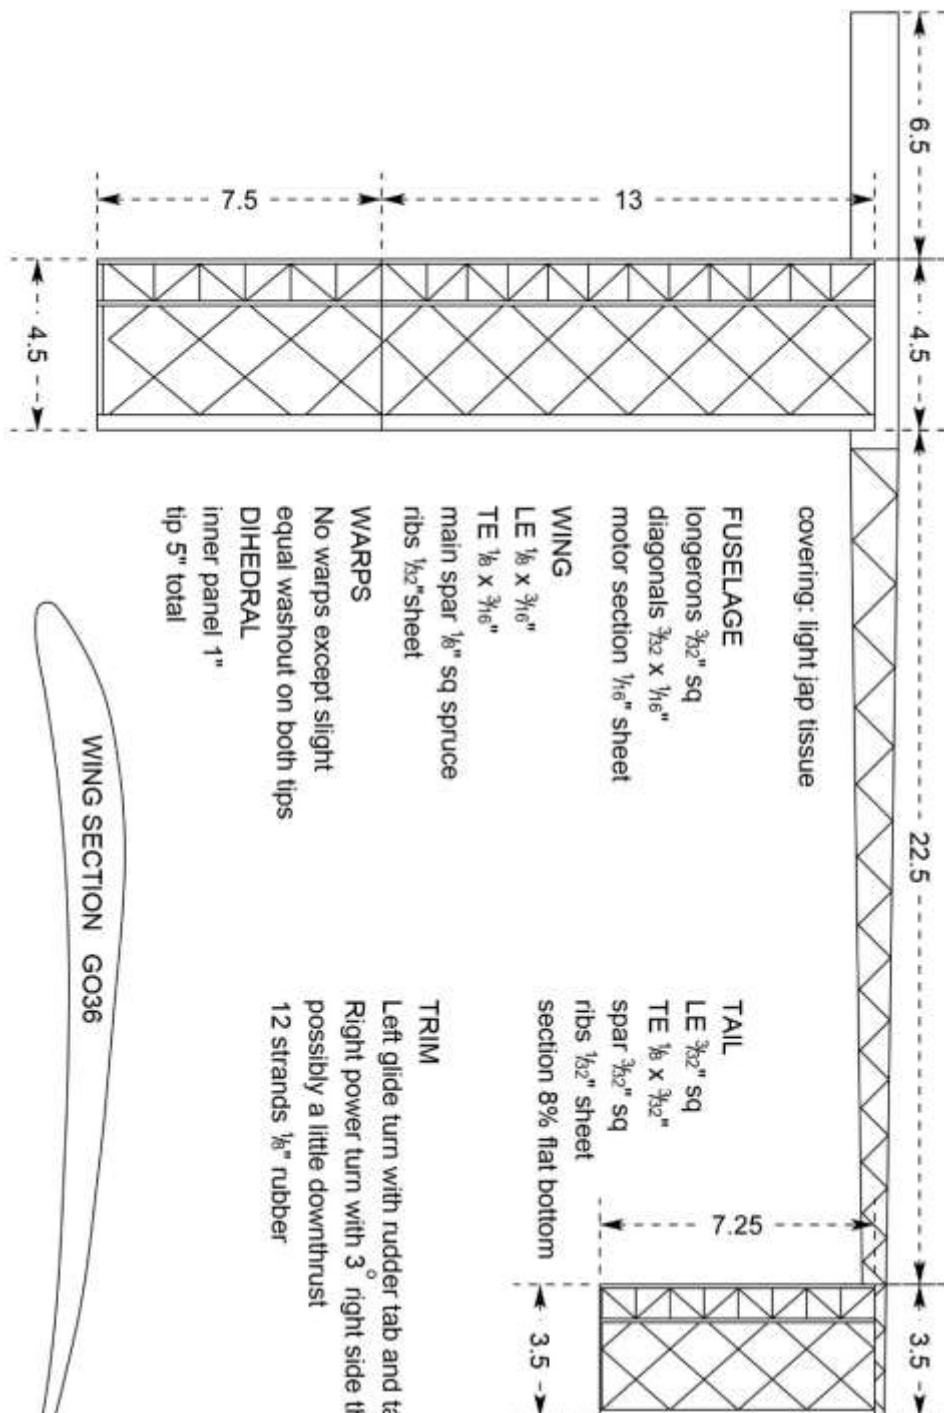 6.5
7.5
13
4.5
4.5
covering: light jap tissue
FUSELAGE
longerons 3/32" sq
diagonals 3/32 x 1/16"
motor section 1/16" sheet
WING
LE 1/8 x 3/16"
TE 1/8 x 3/16"
main spar 1/8" sq spruce
ribs 1/32"sheet
WARPS
No warps except slight
equal washout on both tips
DIHEDRAL
inner panel 1"
tip 5" total
22.5
WING SECTION GO36
TAIL
LE 3/32" sq
TE 1/8 x 3/32"
spar 3/32" sq
ribs 1/32" sheet
section 8% flat bottom
7.25
TRIM
Left glide turn with rudder tab and
Right power turn with 3° right side
possibly a little downthrust
12 strands 1/8" rubber
3.5
3.5